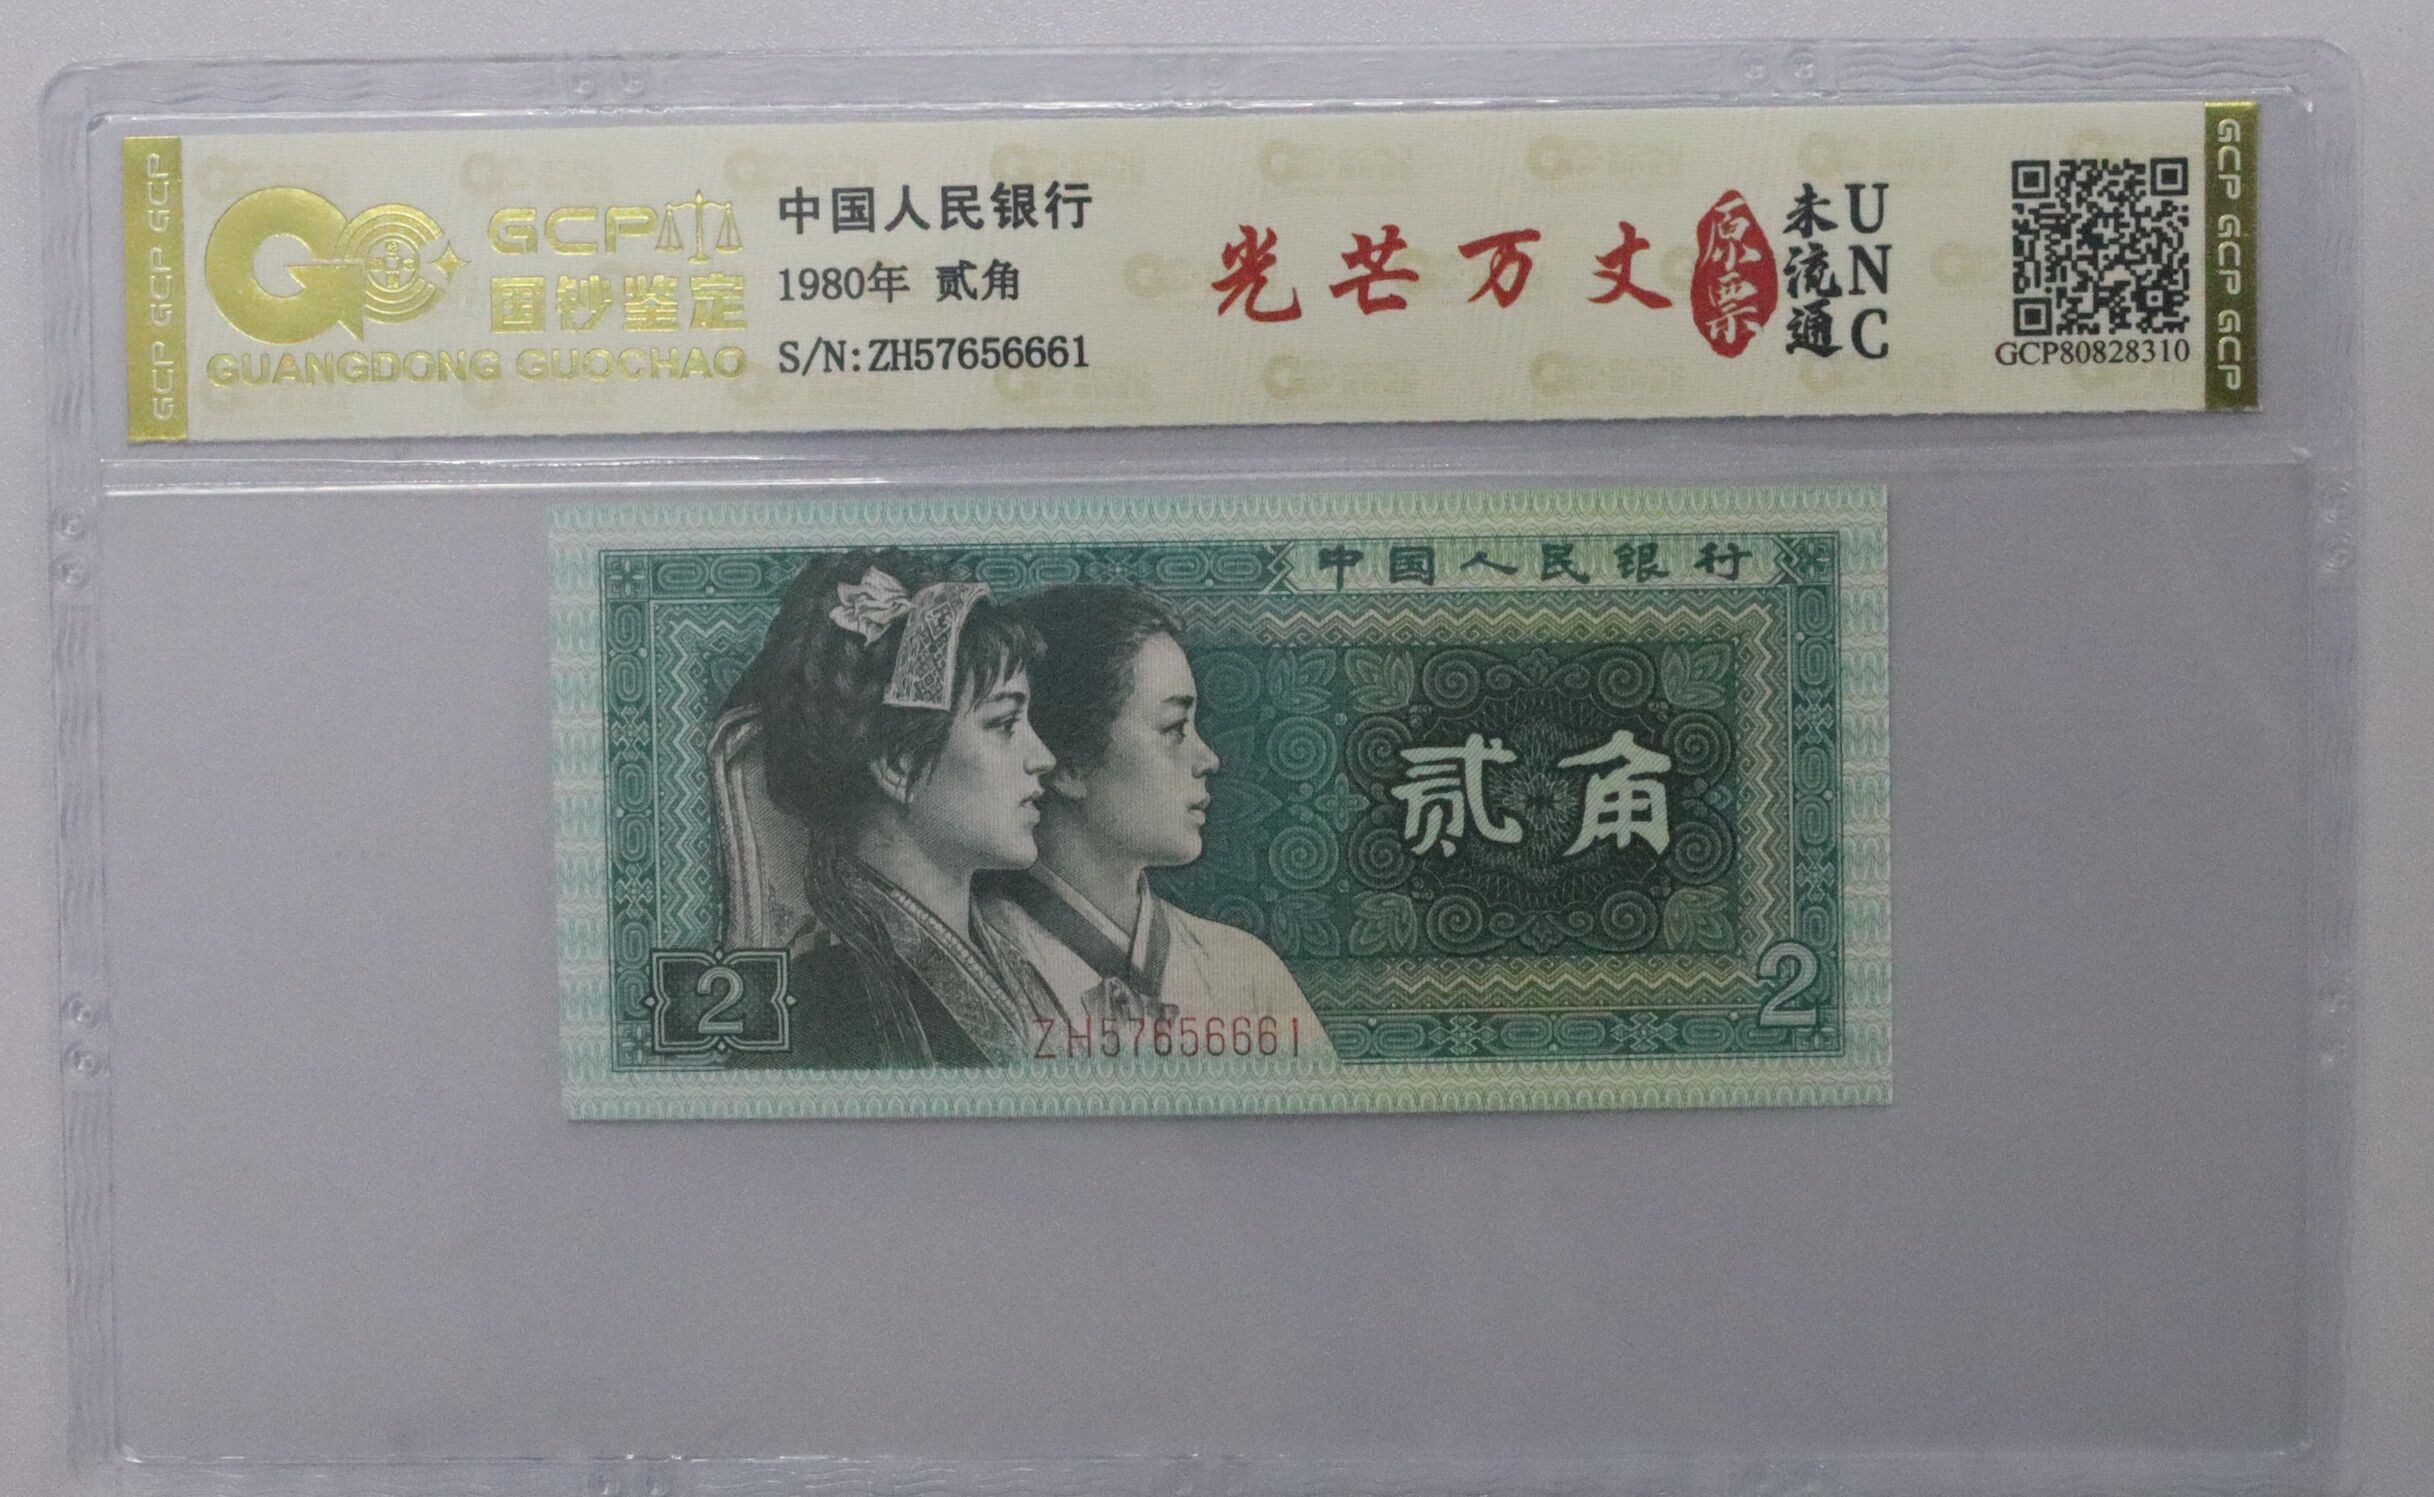 GCP GCP GCP
GCP
国钞鉴定
GUANGDONG GUOCHAO
中国人民银行
1980年 贰角
S/N:ZH57656661
光芒万丈
原票
未流通
UNC
GCP80828310
GCP GCP GCP
中国人民银行
贰角
2
2
ZH57656661